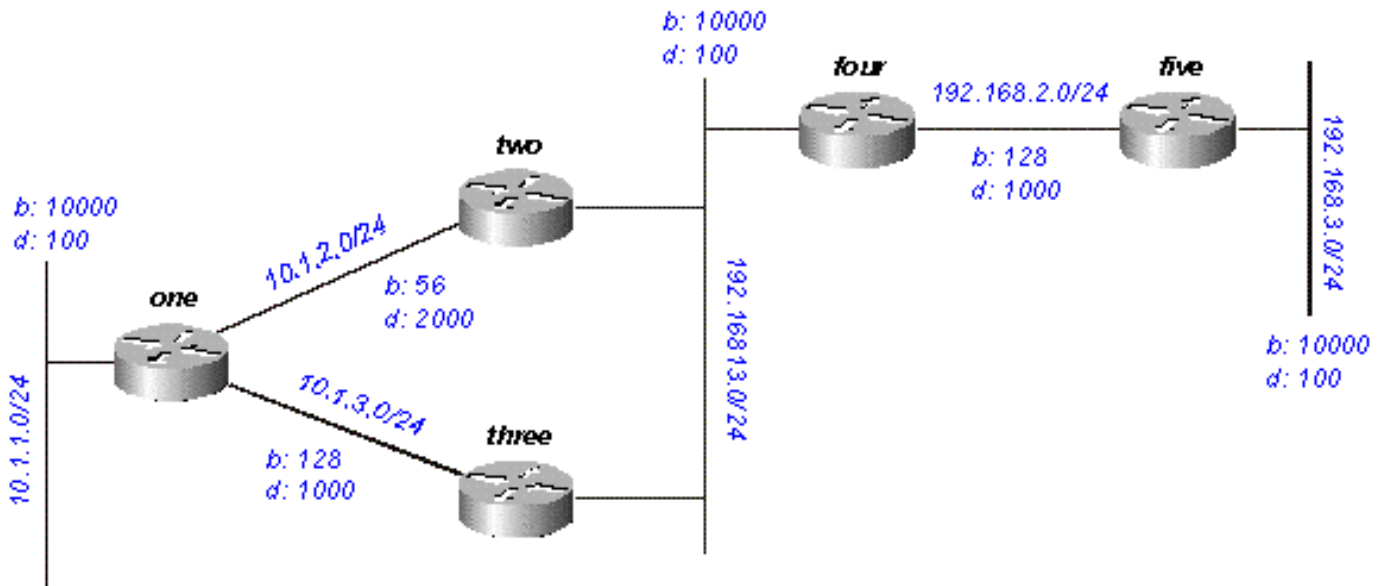 b: 10000
d: 100
four
five
192.168.2.0/24
b: 128
d: 1000
192.168.3.0/24
two
b: 10000
d: 100
10.1.2.0/24
b: 56
d: 2000
one
192.16813.0/24
b: 10000
d: 100
10.1.3.0/24
three
b: 128
d: 1000
10.1.1.0/24